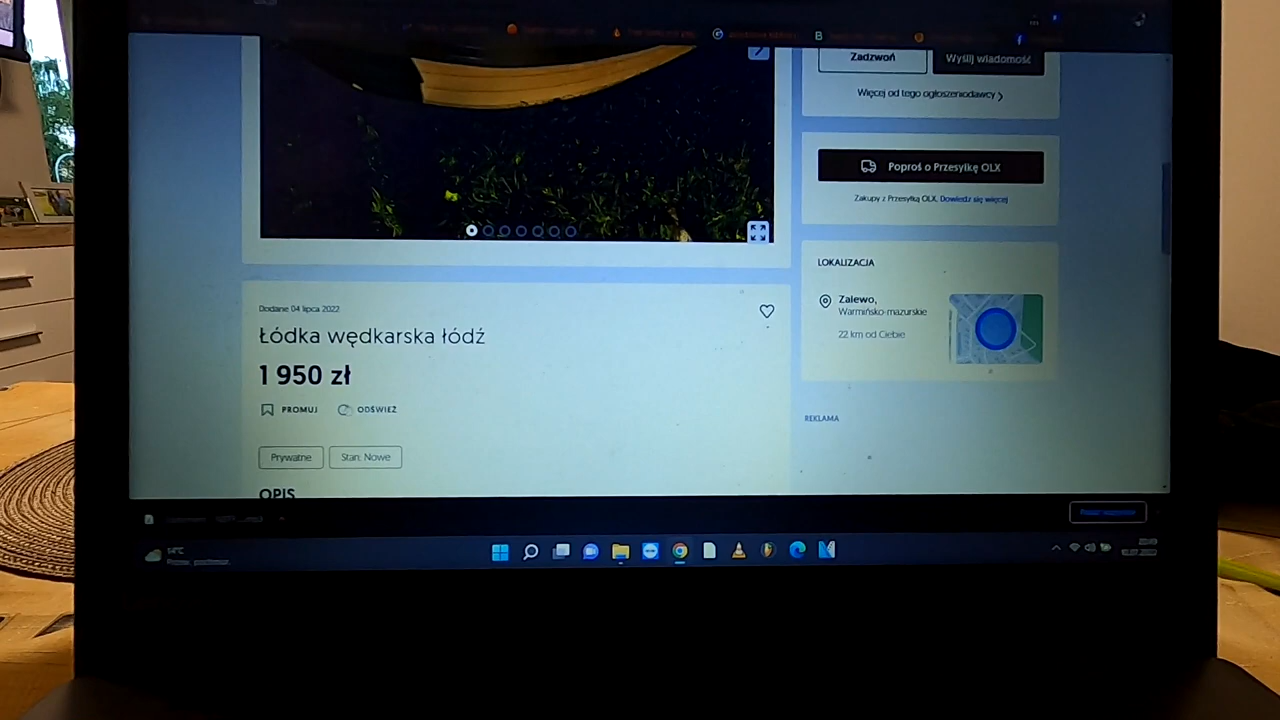 Zadzwoń
Wyślij wiadomość
Więcej od tego ogłoszeniodawcy
Poproś o Przesyłkę OLX
Zakupy z Przesyłką OLX. Dowiedz się więcej
LOKALIZACJA
Zalewo,
Warmińsko-mazurskie
22 km od Ciebie
REKLAMA
Dodane 04 lipca 2022
Łódka wędkarska łódź
1 950 zł
PROMUJ
ODŚWIEŻ
Prywatne
Stan: Nowe
OPIS
14°C